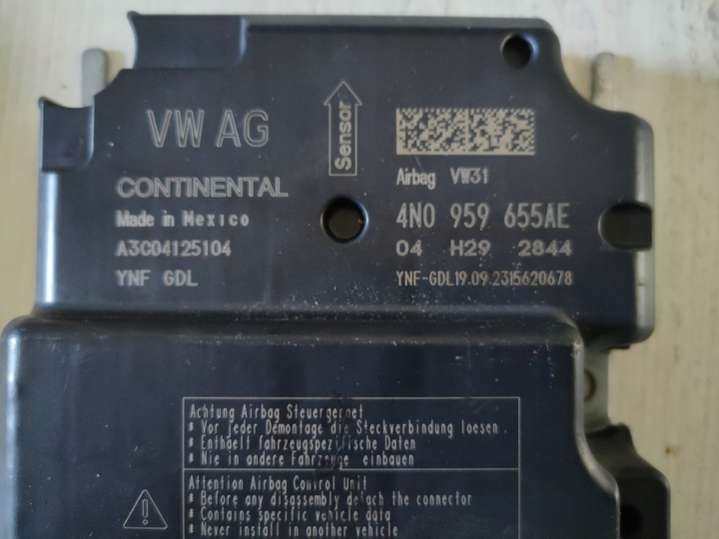 VW AG
Sensor
CONTINENTAL
Made in Mexico
A3C04125104
YNF GDL
Airbag VW31
4N0 959 655AE
04 H29 2844
YNF-GDL19.09.2315620678
Achtung Airbag Steuergeraet
* Vor jeder Demontage die Steckverbindung loesen
* Enthaelt fahrzeugspezifische Daten
* Nie in andere Fahrzeuge einbauen
Attention Airbag Control Unit
* Before any disassembly detach the connector
* Contains specific vehicle data
* Never install in another vehicle